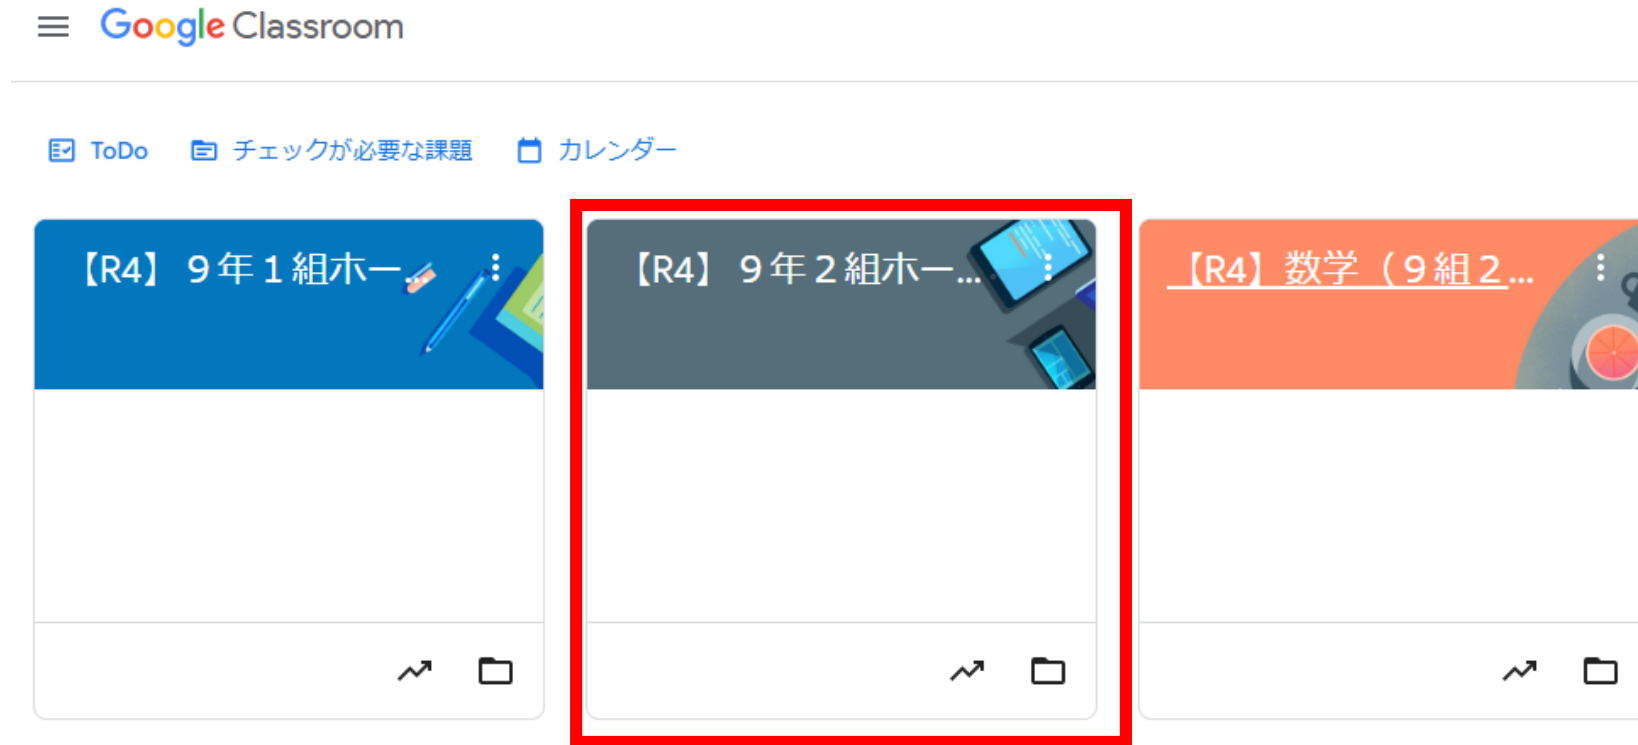 Google Classroom
ToDo チェックが必要な課題 カレンダー
【R4】９年１組ホー...
【R4】９年２組ホー...
【R4】数学（９組２...